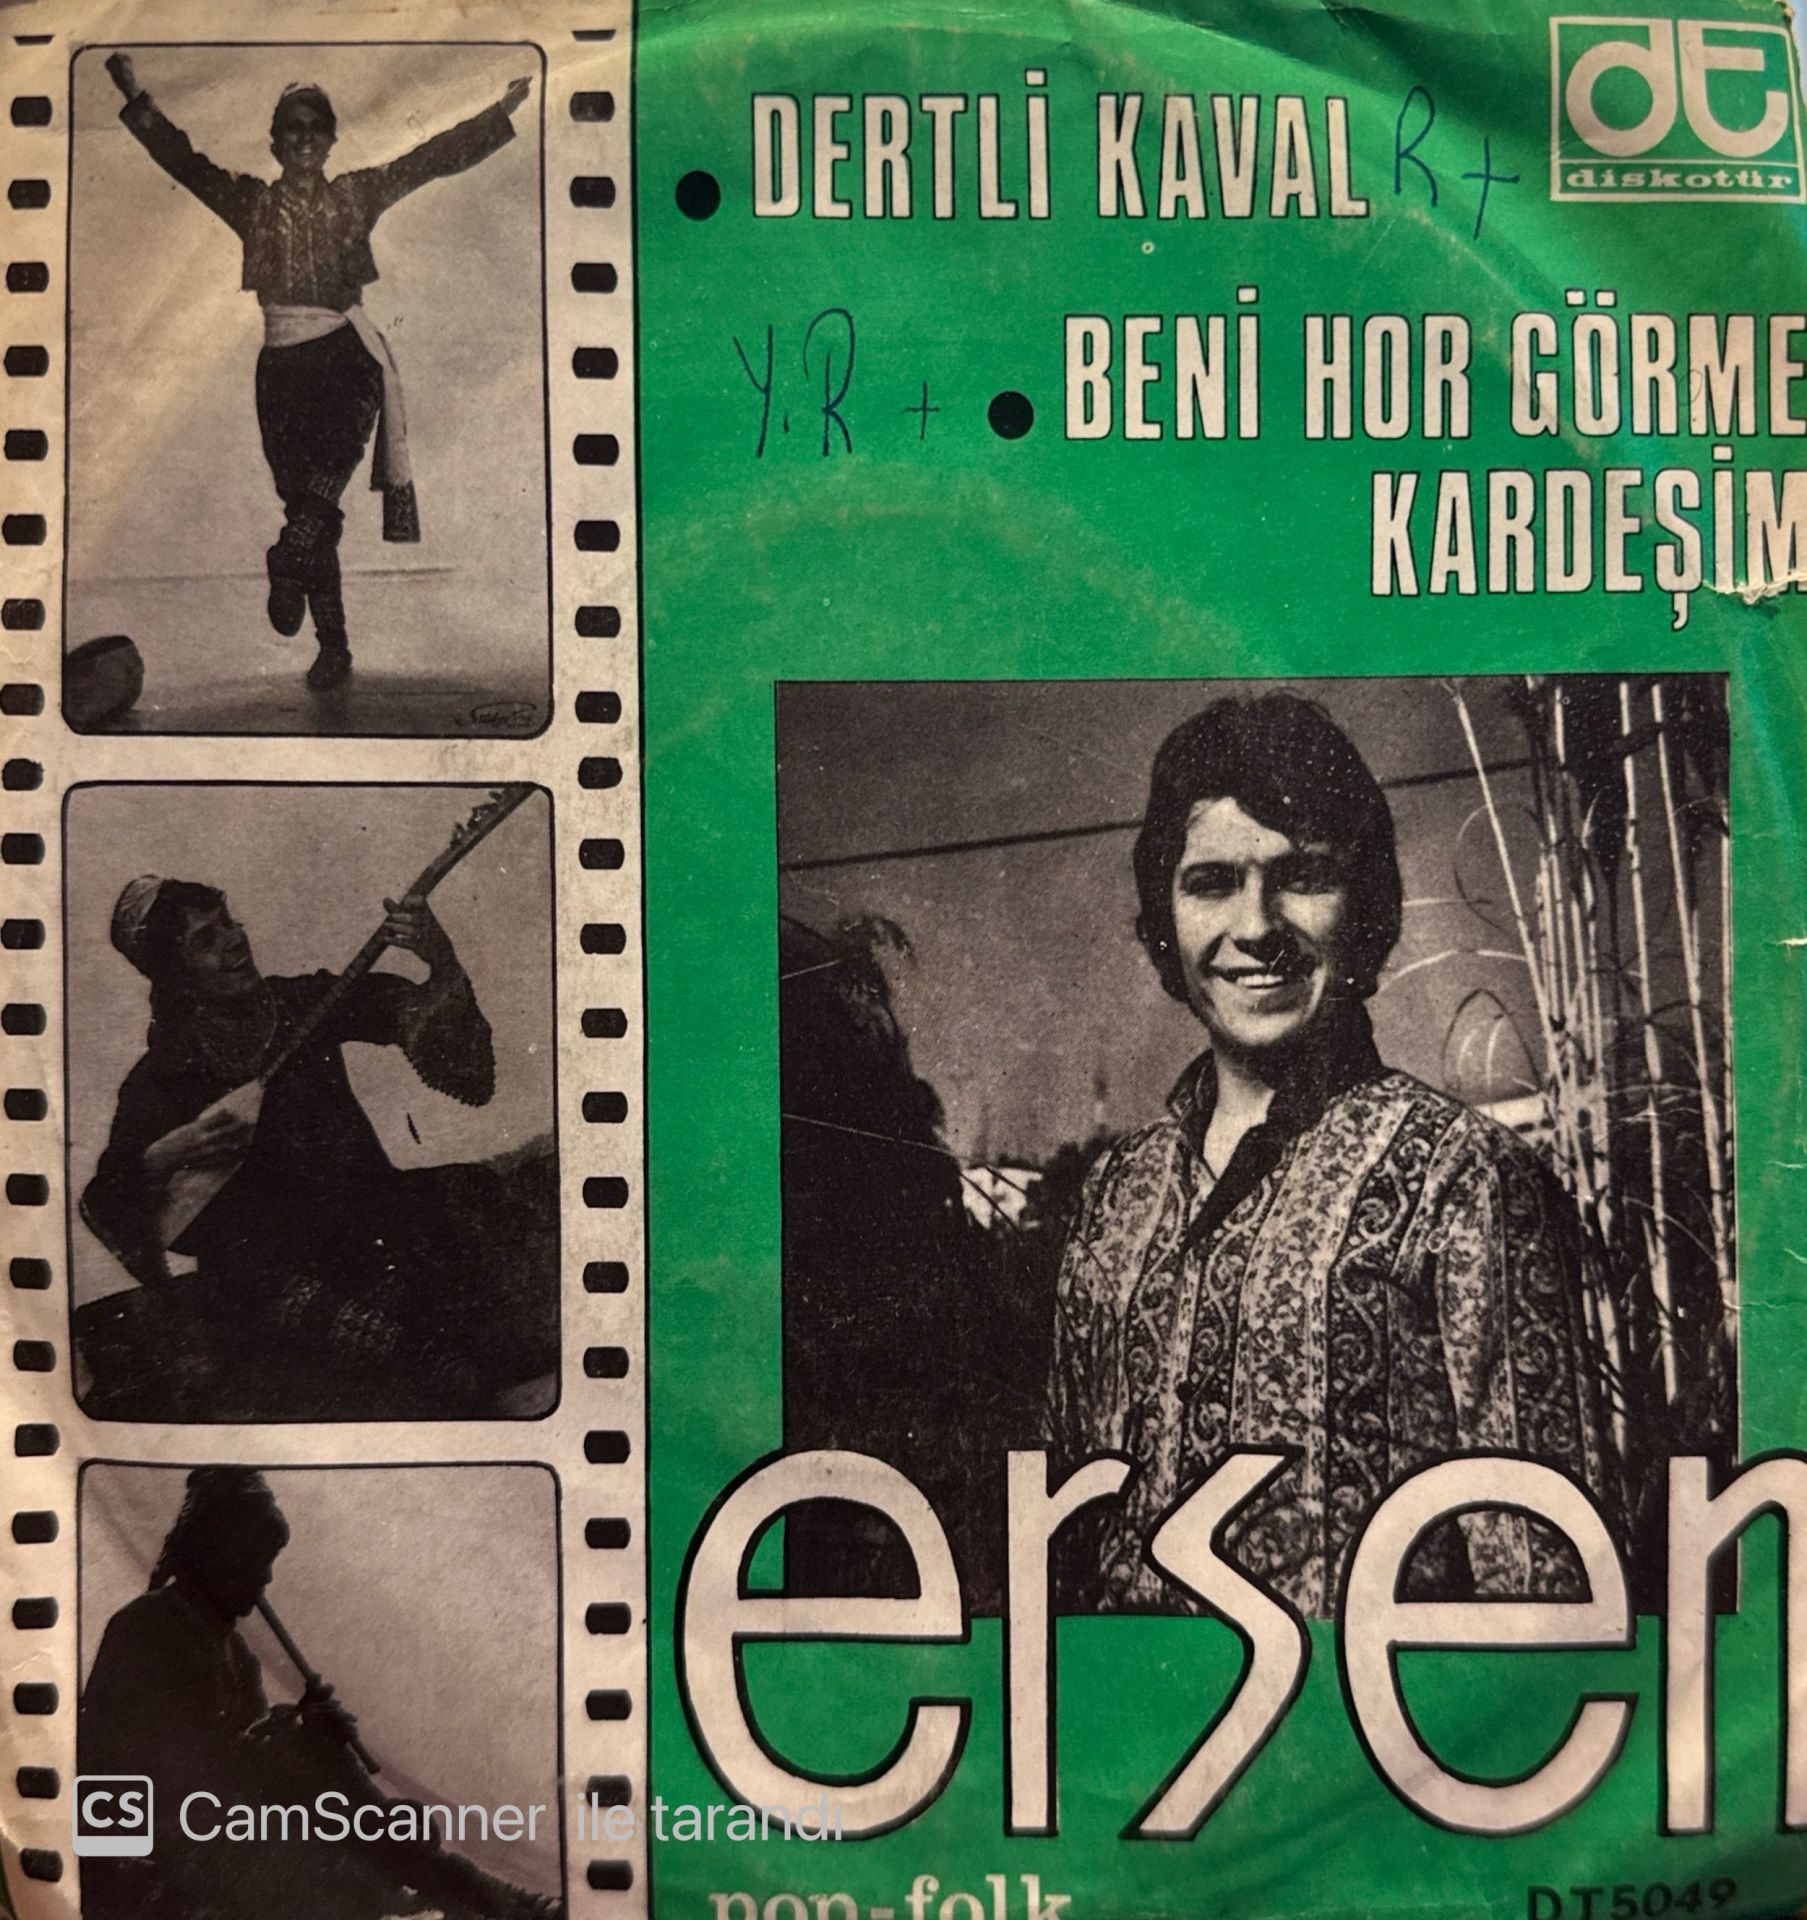 DERTLİ KAVAL R+
dt
diskotür
Y.R + BENİ HOR GÖRME
KARDEŞİM
ersen
pop-folk
DT5049
CS CamScanner ile tarandı